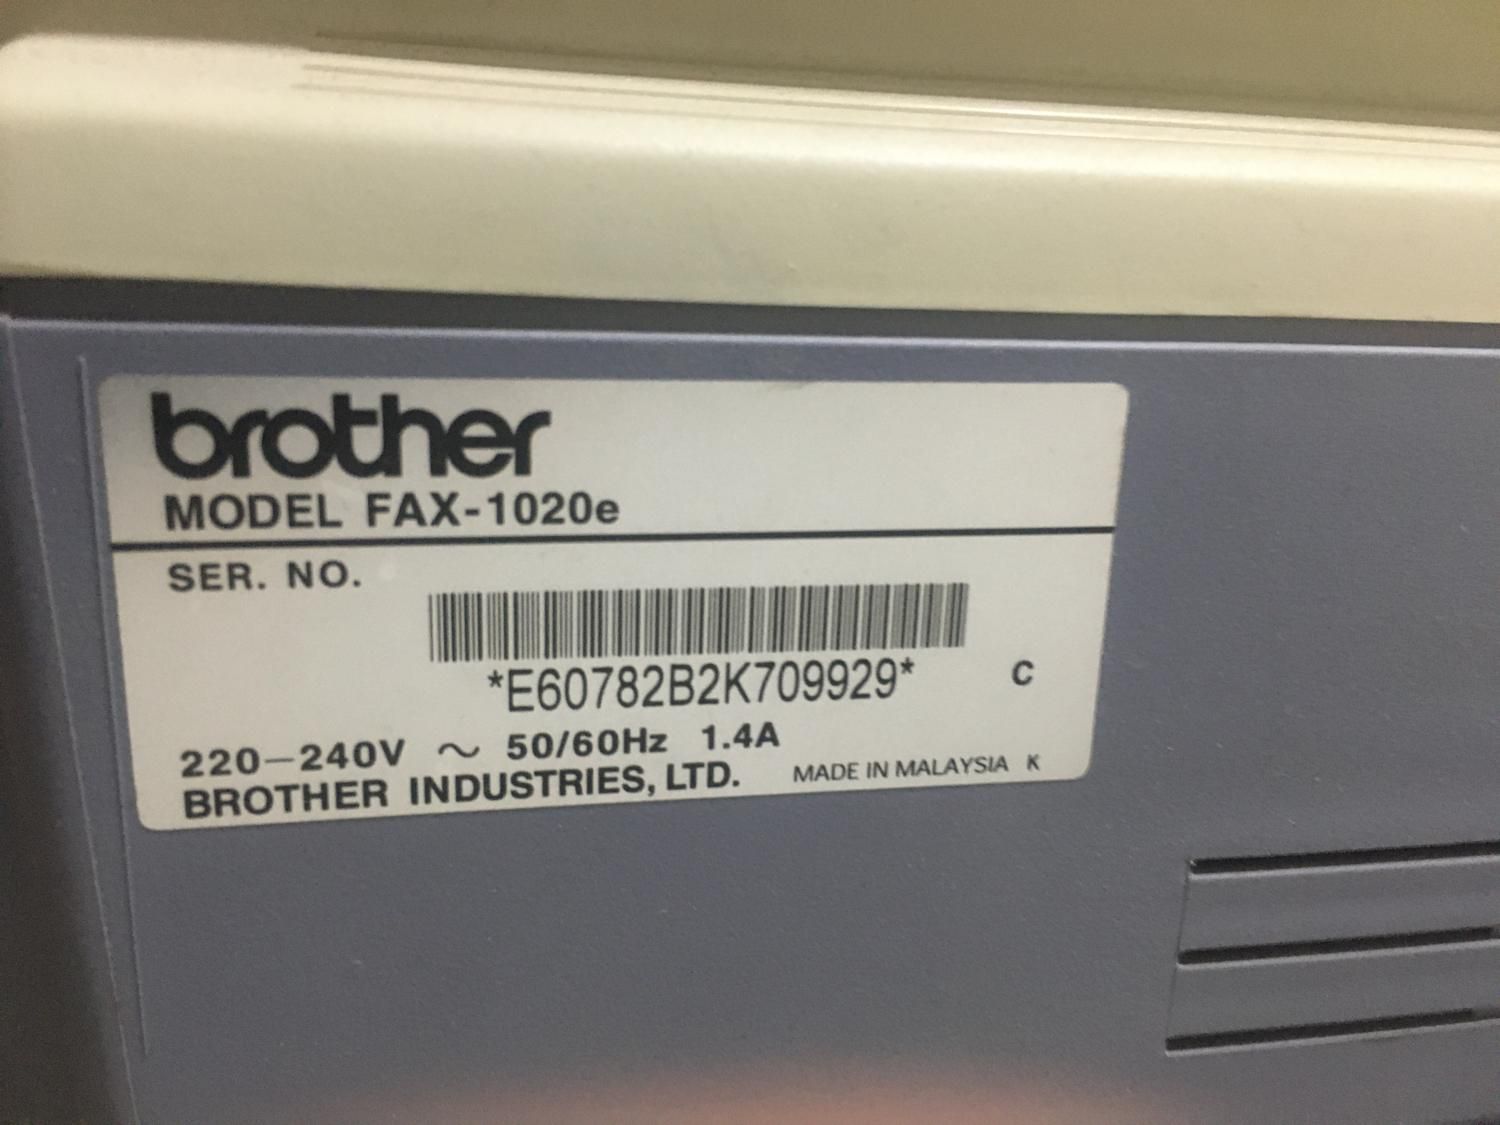 brother
MODEL FAX-1020e
SER. NO.
*E60782B2K709929* C
220–240V ~ 50/60Hz 1.4A
BROTHER INDUSTRIES, LTD. MADE IN MALAYSIA K